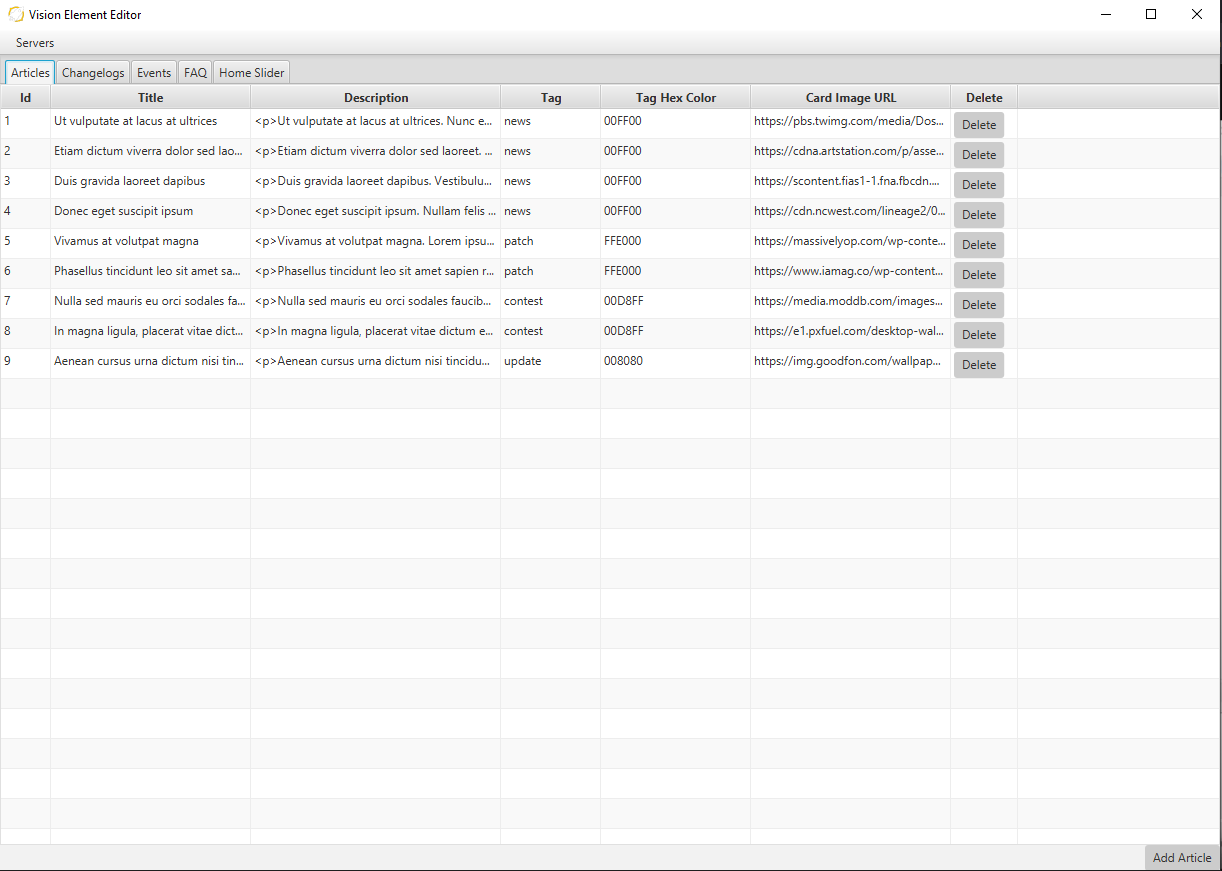 Vision Element Editor
Servers
Articles Changelogs Events FAQ Home Slider
Id Title Description Tag Tag Hex Color Card Image URL Delete
1 Ut vulputate at lacus at ultrices <p>Ut vulputate at lacus at ultrices. Nunc e... news 00FF00 https://pbs.twimg.com/media/Dos... Delete
2 Etiam dictum viverra dolor sed lao... <p>Etiam dictum viverra dolor sed laoreet. ... news 00FF00 https://cdna.artstation.com/p/asse... Delete
3 Duis gravida laoreet dapibus <p>Duis gravida laoreet dapibus. Vestibulu... news 00FF00 https://scontent.fias1-1.fna.fbcdn.... Delete
4 Donec eget suscipit ipsum <p>Donec eget suscipit ipsum. Nullam felis ... news 00FF00 https://cdn.ncwest.com/lineage2/0... Delete
5 Vivamus at volutpat magna <p>Vivamus at volutpat magna. Lorem ipsu... patch FFE000 https://massivelyop.com/wp-conte... Delete
6 Phasellus tincidunt leo sit amet sa... <p>Phasellus tincidunt leo sit amet sapien r... patch FFE000 https://www.iamag.co/wp-content... Delete
7 Nulla sed mauris eu orci sodales fa... <p>Nulla sed mauris eu orci sodales faucib... contest 00D8FF https://media.moddb.com/images... Delete
8 In magna ligula, placerat vitae dict... <p>In magna ligula, placerat vitae dictum e... contest 00D8FF https://e1.pxfuel.com/desktop-wal... Delete
9 Aenean cursus urna dictum nisi tin... <p>Aenean cursus urna dictum nisi tincidu... update 008080 https://img.goodfon.com/wallpap... Delete
Add Article